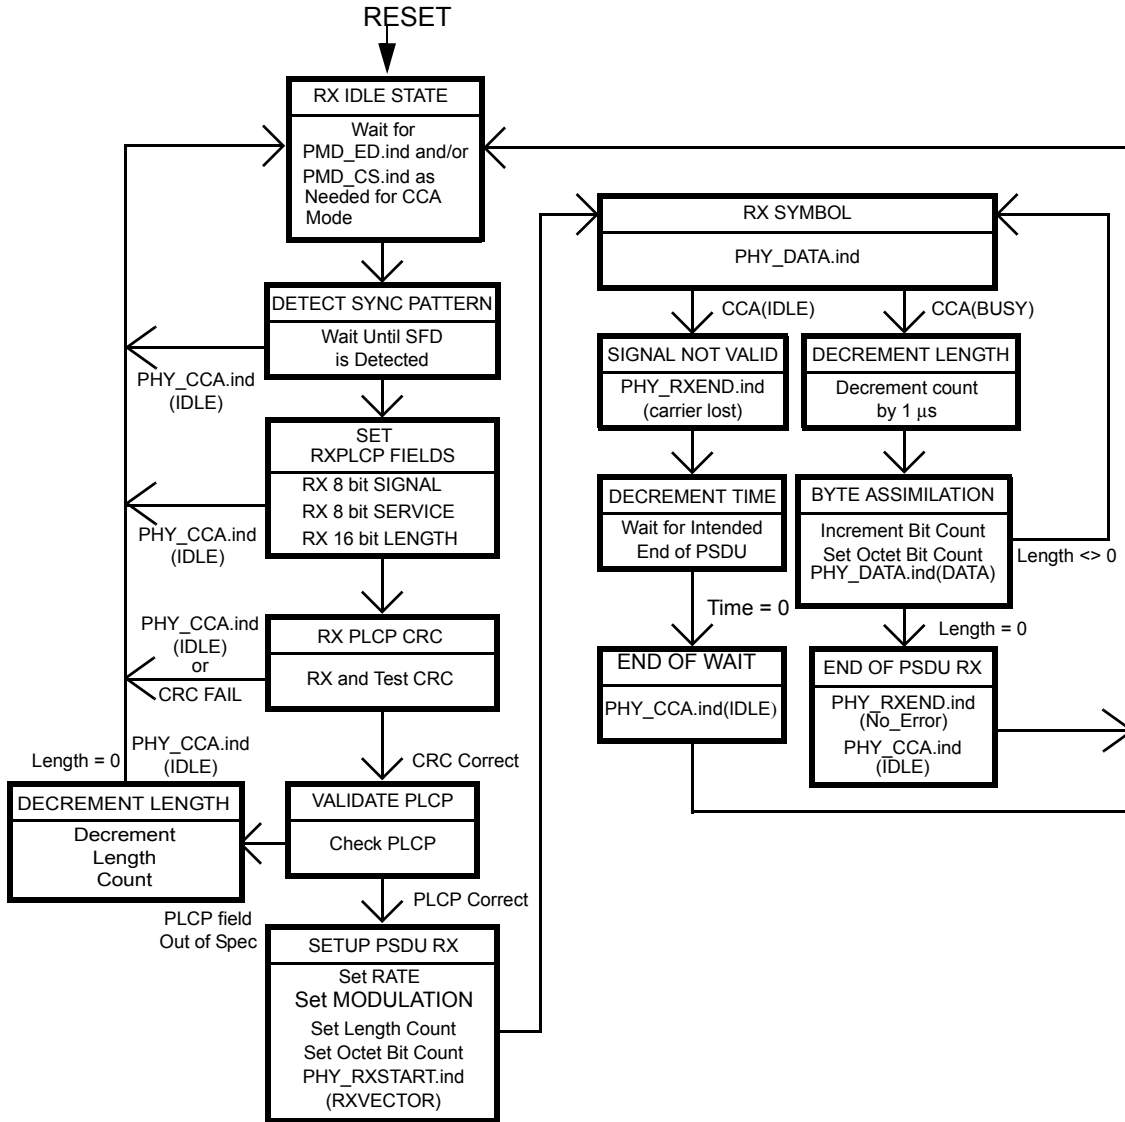 RESET
RX IDLE STATE
Wait for
PMD_ED.ind and/or
PMD_CS.ind as
Needed for CCA
Mode
DETECT SYNC PATTERN
Wait Until SFD
is Detected
PHY_CCA.ind
(IDLE)
SET
RXPLCP FIELDS
RX 8 bit SIGNAL
RX 8 bit SERVICE
RX 16 bit LENGTH
PHY_CCA.ind
(IDLE)
RX PLCP CRC
RX and Test CRC
PHY_CCA.ind
(IDLE)
or
CRC FAIL
CRC Correct
VALIDATE PLCP
Check PLCP
Length = 0
PHY_CCA.ind
(IDLE)
DECREMENT LENGTH
Decrement
Length
Count
PLCP field
Out of Spec
PLCP Correct
SETUP PSDU RX
Set RATE
Set MODULATION
Set Length Count
Set Octet Bit Count
PHY_RXSTART.ind
(RXVECTOR)
RX SYMBOL
PHY_DATA.ind
CCA(IDLE)
SIGNAL NOT VALID
PHY_RXEND.ind
(carrier lost)
DECREMENT TIME
Wait for Intended
End of PSDU
Time = 0
END OF WAIT
PHY_CCA.ind(IDLE)
CCA(BUSY)
DECREMENT LENGTH
Decrement count
by 1 μs
BYTE ASSIMILATION
Increment Bit Count
Set Octet Bit Count
PHY_DATA.ind(DATA)
Length <> 0
Length = 0
END OF PSDU RX
PHY_RXEND.ind
(No_Error)
PHY_CCA.ind
(IDLE)